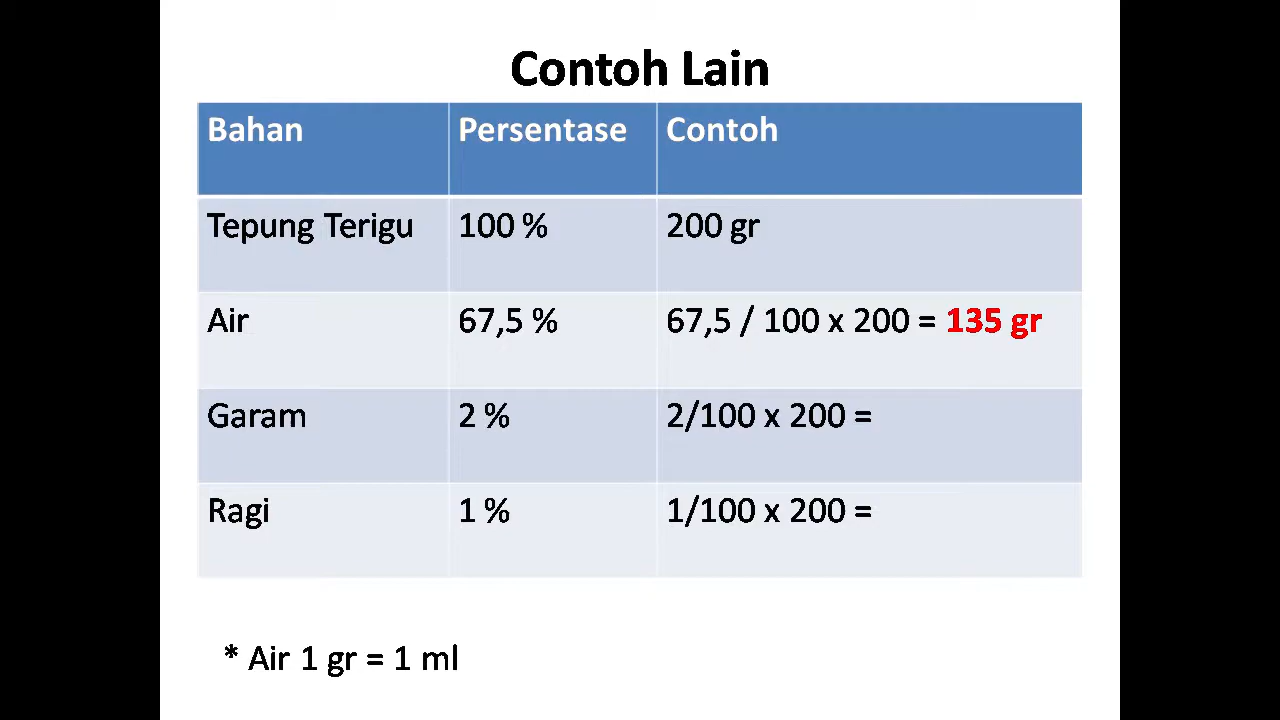 Contoh Lain
Bahan Persentase Contoh
Tepung Terigu 100 % 200 gr
Air 67,5 % 67,5 / 100 x 200 = 135 gr
Garam 2 % 2/100 x 200 =
Ragi 1 % 1/100 x 200 =
* Air 1 gr = 1 ml